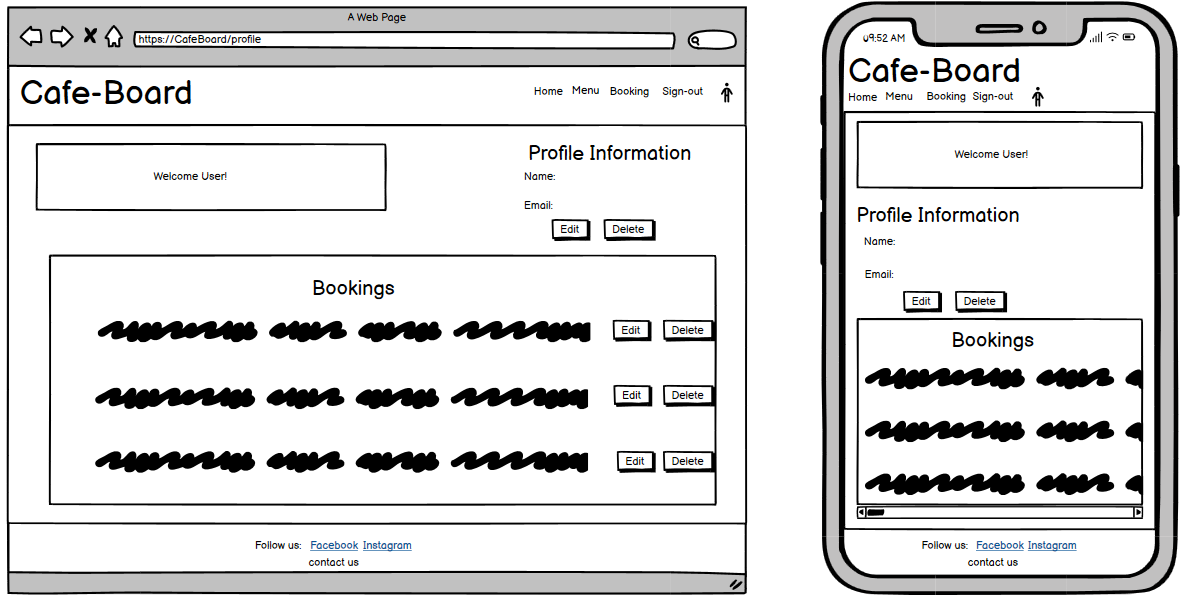 A Web Page
https://CafeBoard/profile
Cafe-Board
Home Menu Booking Sign-out
Welcome User!
Profile Information
Name:
Email:
Edit Delete
Bookings
Edit Delete
Edit Delete
Edit Delete
Follow us: Facebook Instagram
contact us
09:52 AM
Cafe-Board
Home Menu Booking Sign-out
Welcome User!
Profile Information
Name:
Email:
Edit Delete
Bookings
Follow us: Facebook Instagram
contact us